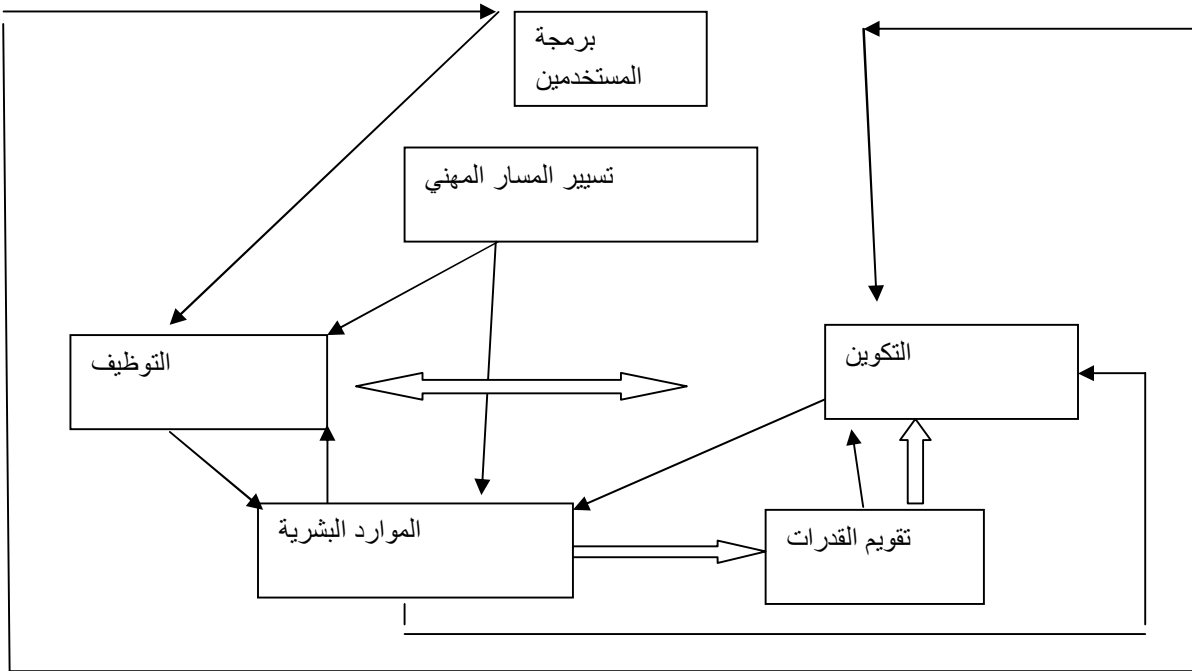 برمجة
المستخدمين
تسيير المسار المهني
التوظيف
التكوين
الموارد البشرية
تقويم القدرات